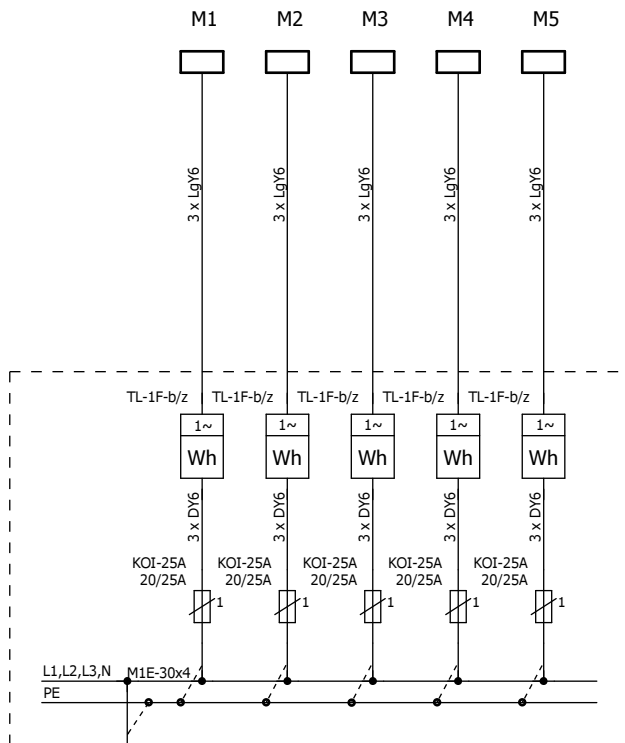 M1 M2 M3 M4 M5
3 x LgY6 3 x LgY6 3 x LgY6 3 x LgY6 3 x LgY6
TL-1F-b/z TL-1F-b/z TL-1F-b/z TL-1F-b/z TL-1F-b/z
1~ 1~ 1~ 1~ 1~
Wh Wh Wh Wh Wh
3 x DY6 3 x DY6 3 x DY6 3 x DY6 3 x DY6
KOI-25A KOI-25A KOI-25A KOI-25A KOI-25A
20/25A 20/25A 20/25A 20/25A 20/25A
1 1 1 1 1
L1,L2,L3,N M1E-30x4
PE